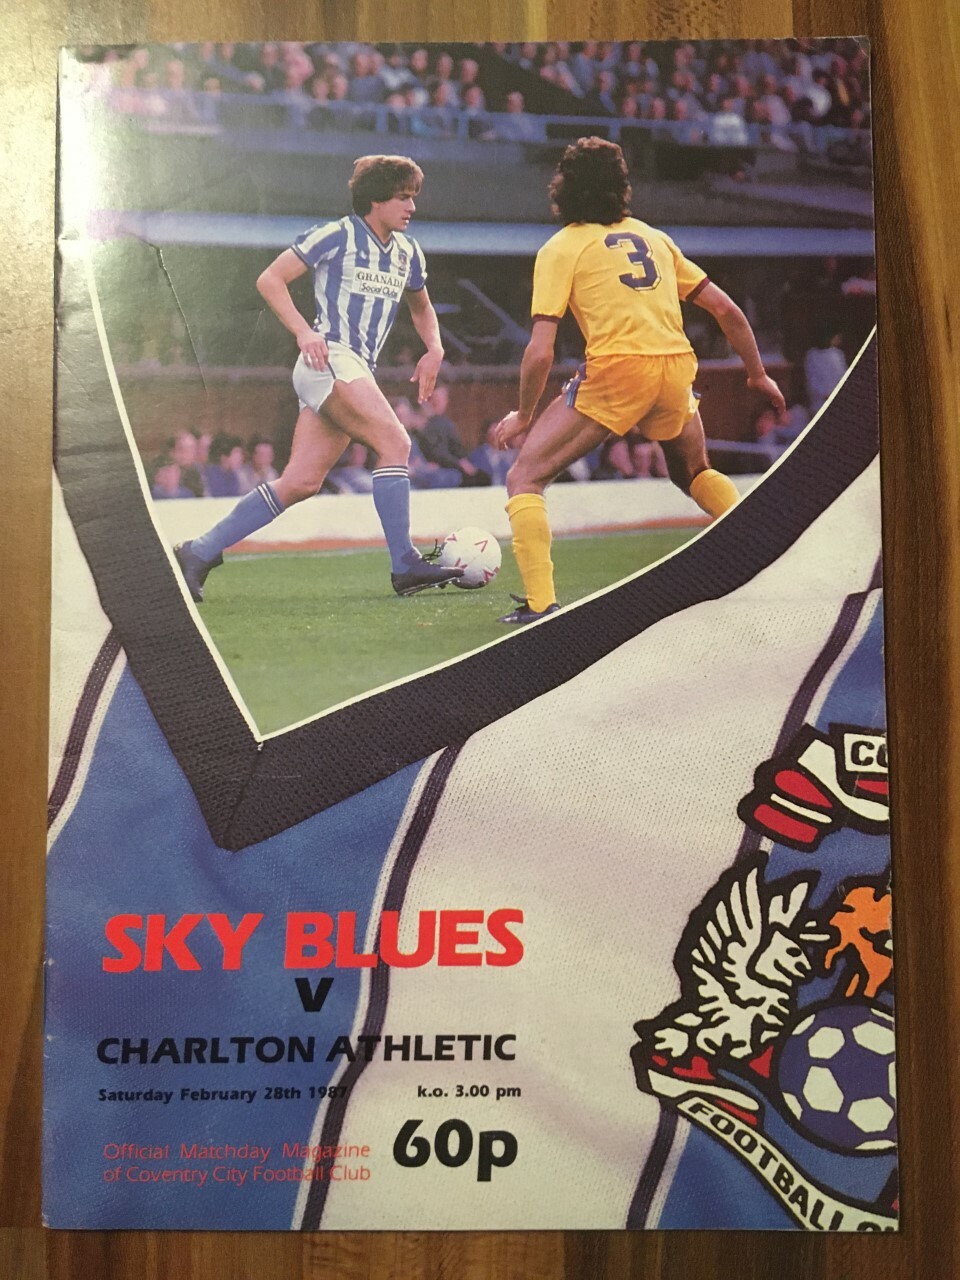 3
GRANADA
Social Clubs
SKY BLUES
V
CHARLTON ATHLETIC
Saturday February 28th 1987 k.o. 3.00 pm
Official Matchday Magazine
of Coventry City Football Club
60p
CO
FOOTBALL